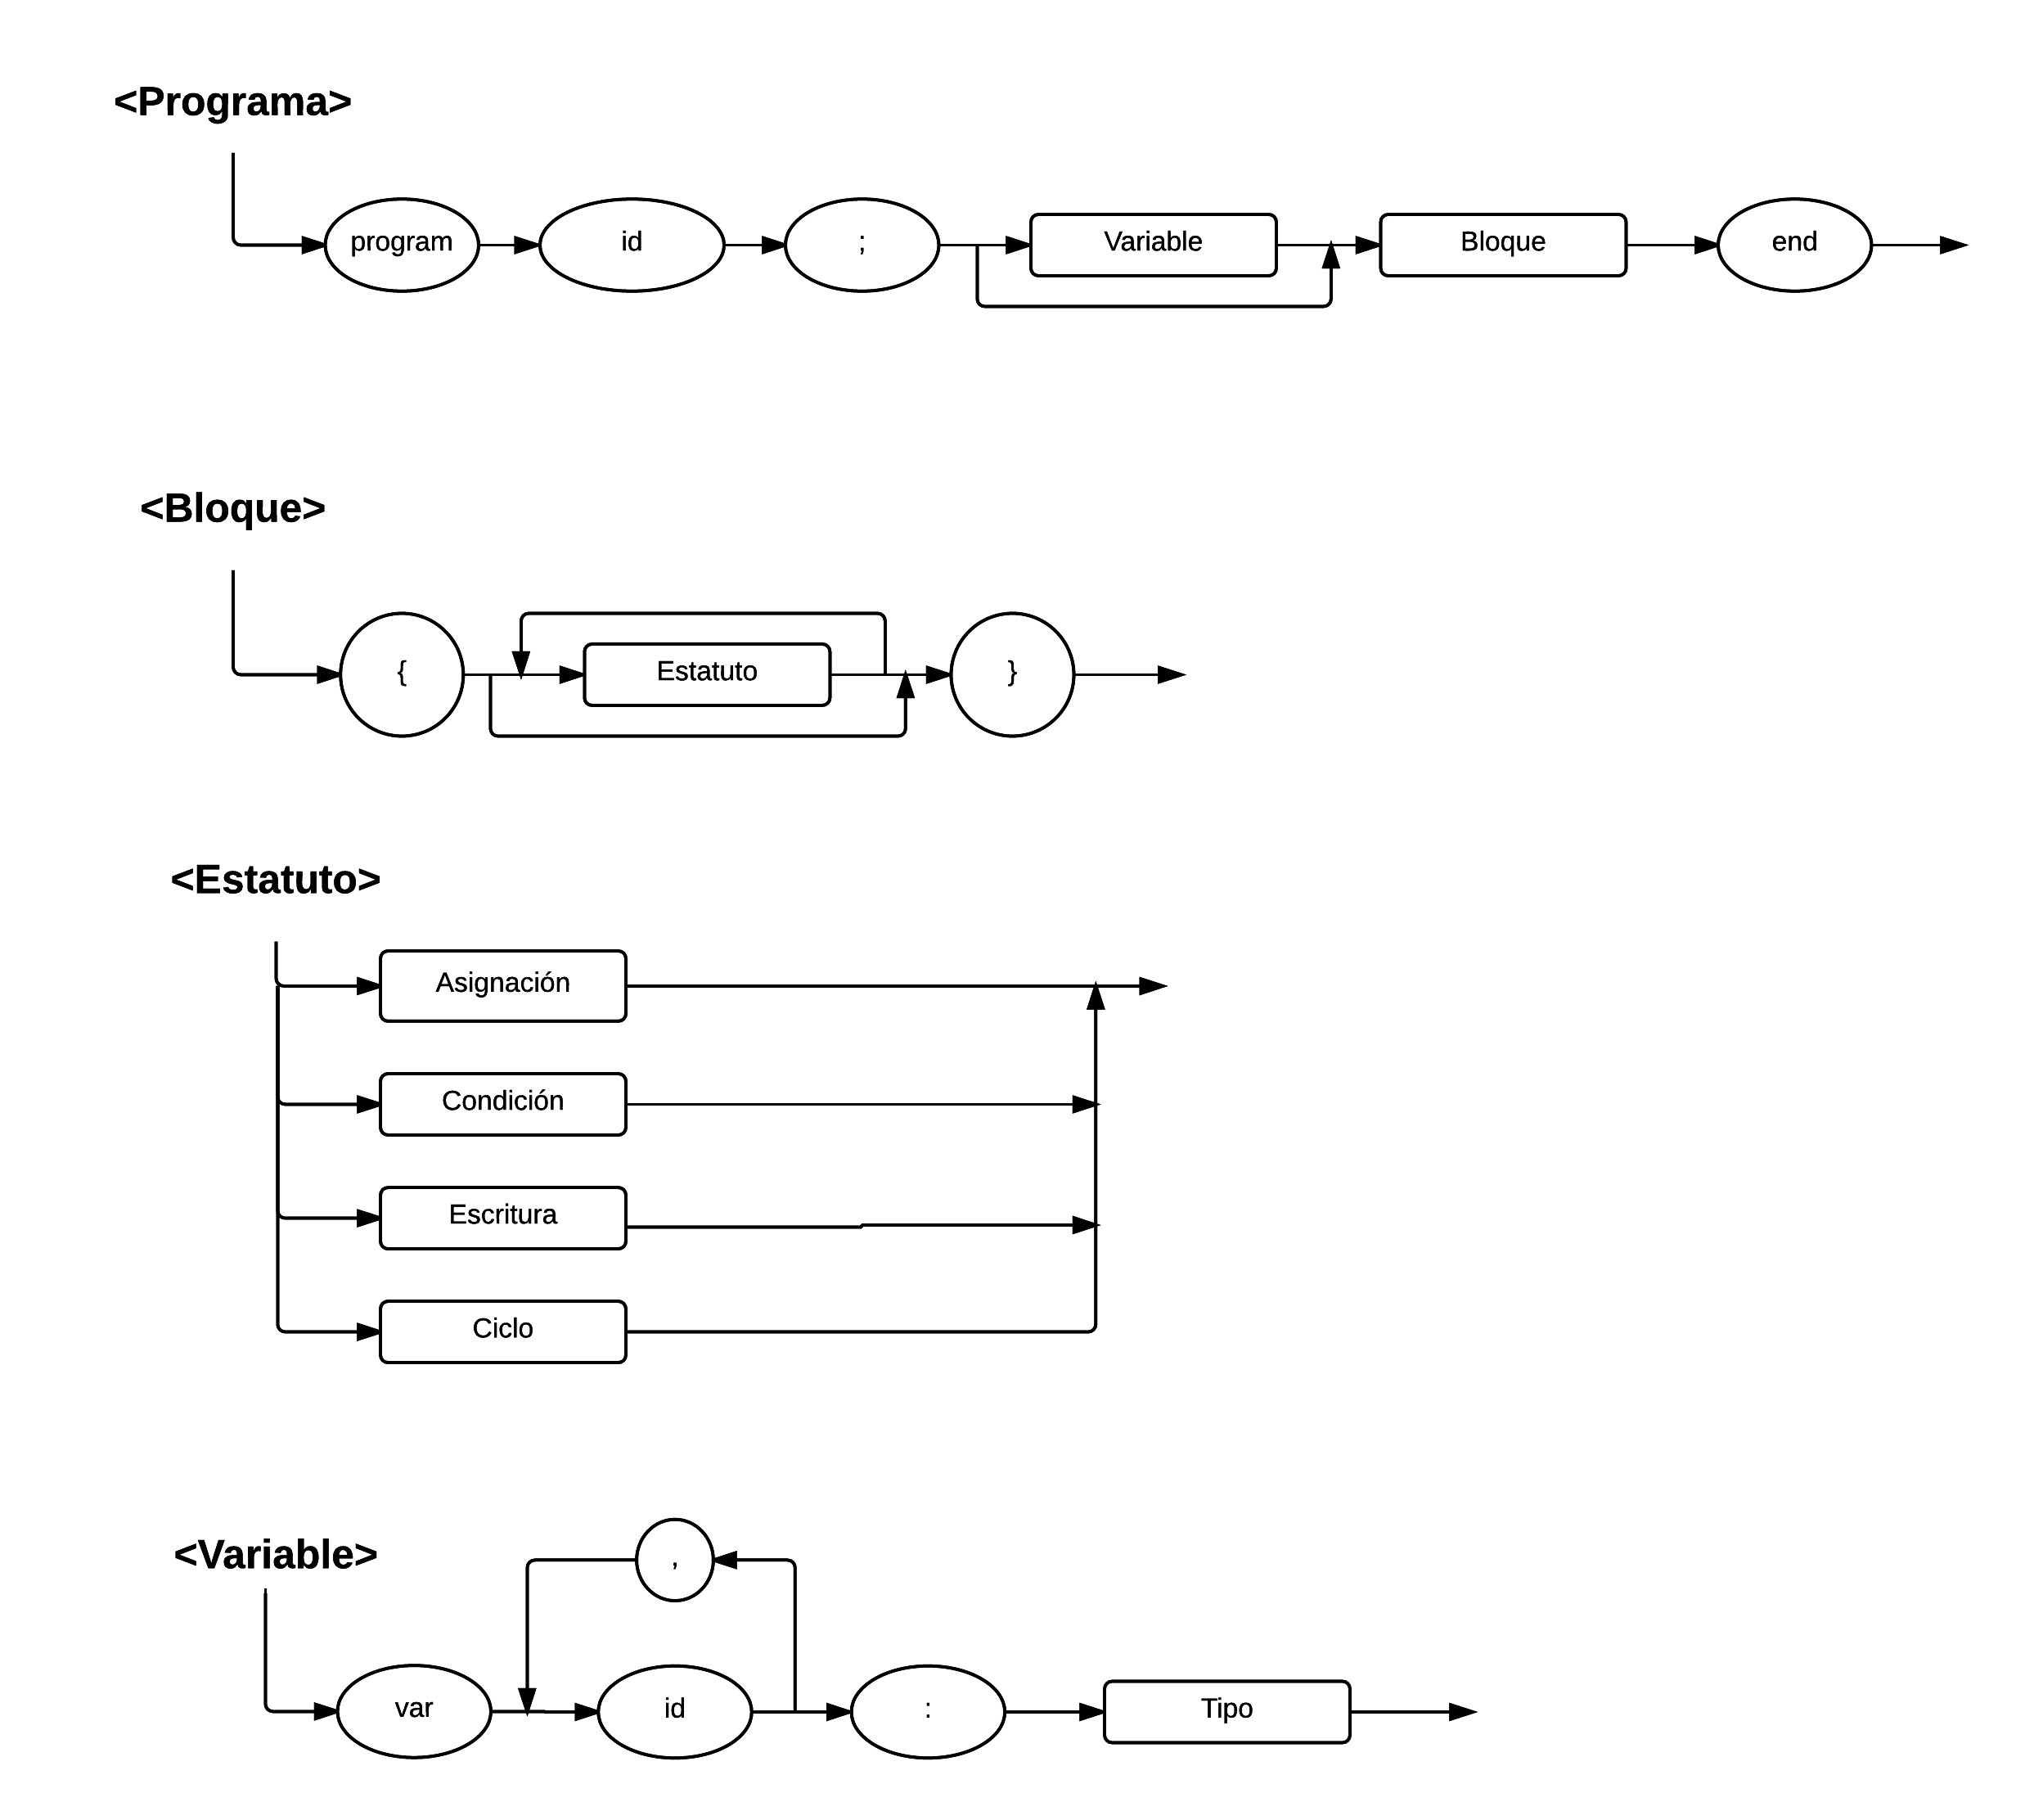 <Programa>
program id ; Variable Bloque end
<Bloque>
{ Estatuto }
<Estatuto>
Asignación
Condición
Escritura
Ciclo
<Variable>
,
var id : Tipo